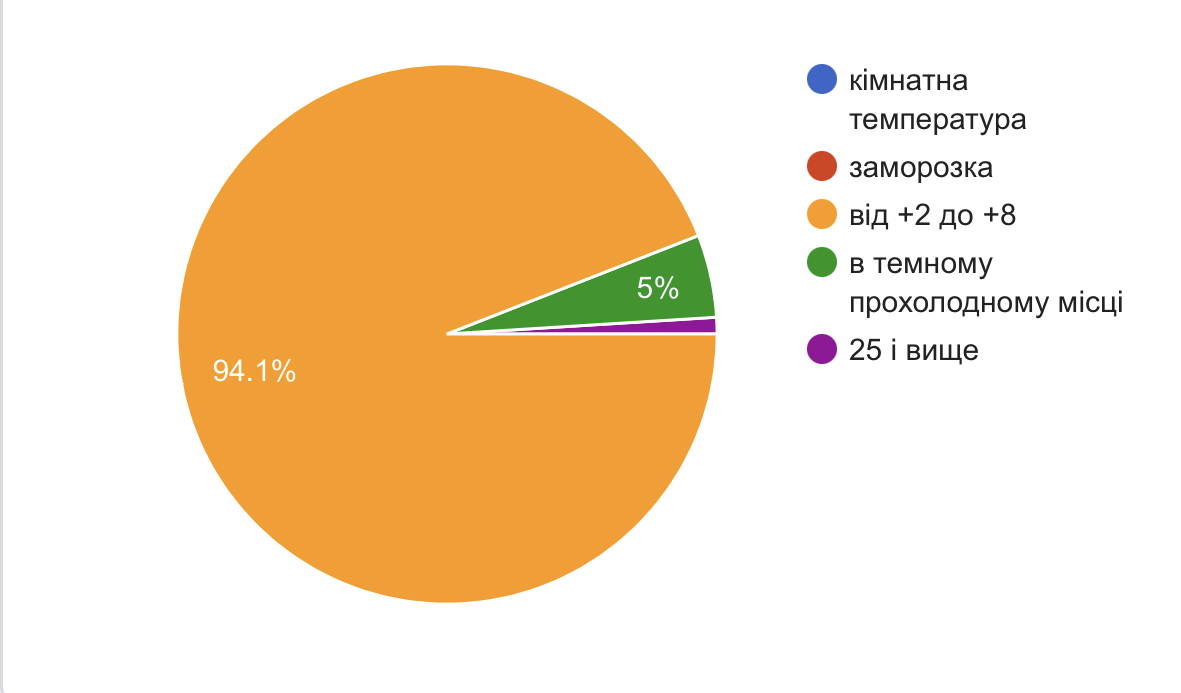 кімнатна
температура
заморозка
від +2 до +8
в темному
прохолодному місці
25 і вище
5%
94.1%